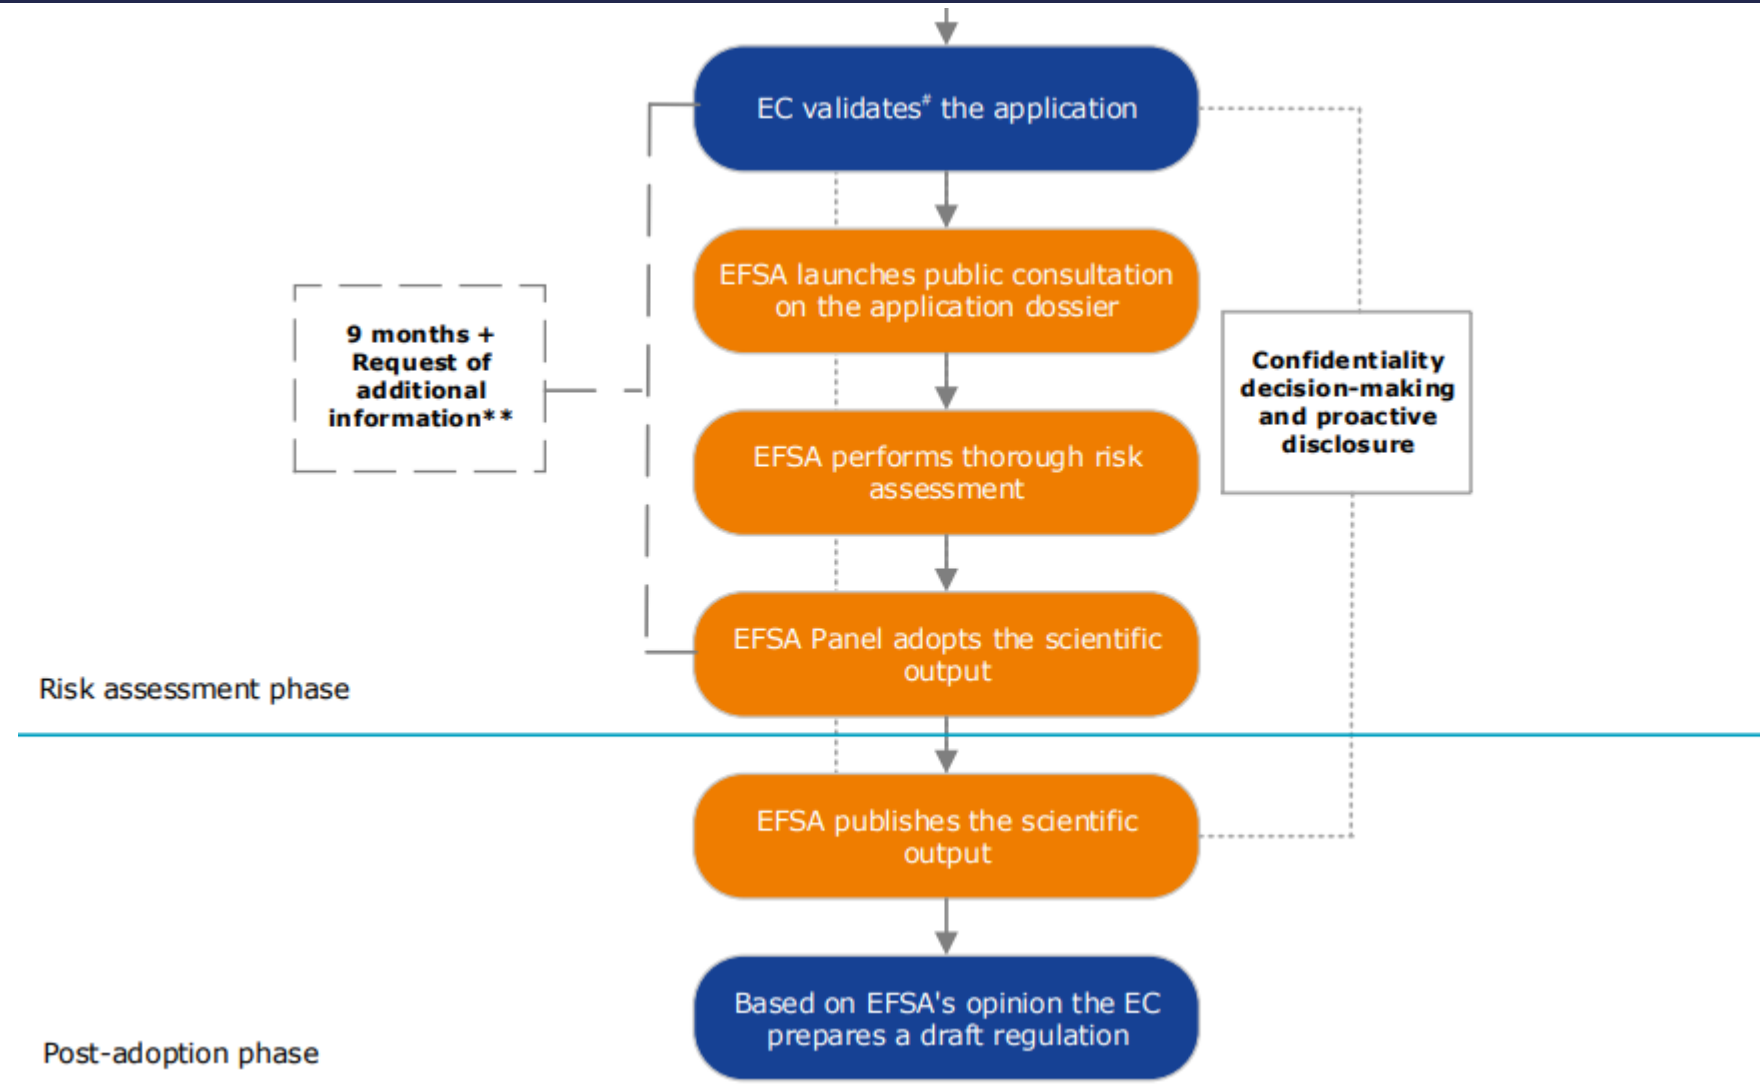 EC validates# the application
EFSA launches public consultation
on the application dossier
9 months +
Request of
additional
information**
Confidentiality
decision-making
and proactive
disclosure
EFSA performs thorough risk
assessment
EFSA Panel adopts the scientific
output
Risk assessment phase
EFSA publishes the scientific
output
Based on EFSA's opinion the EC
prepares a draft regulation
Post-adoption phase